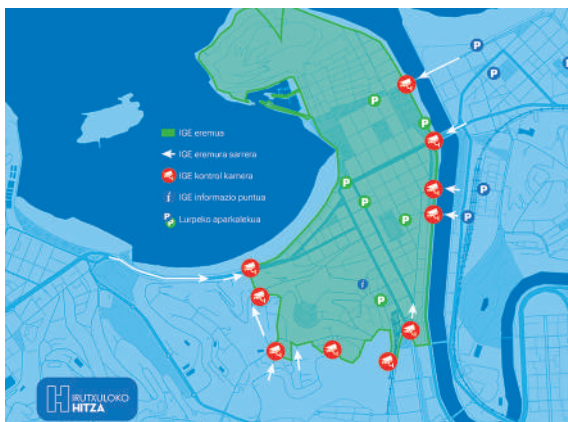 IGE eremua
IGE eremura sarrera
IGE kontrol kamera
i IGE informazio puntua
P P Lurpeko aparkalekua
P
P
P
P
P
P
P
P
P
P
P
i
P
H IRUTXULOKO
HITZA